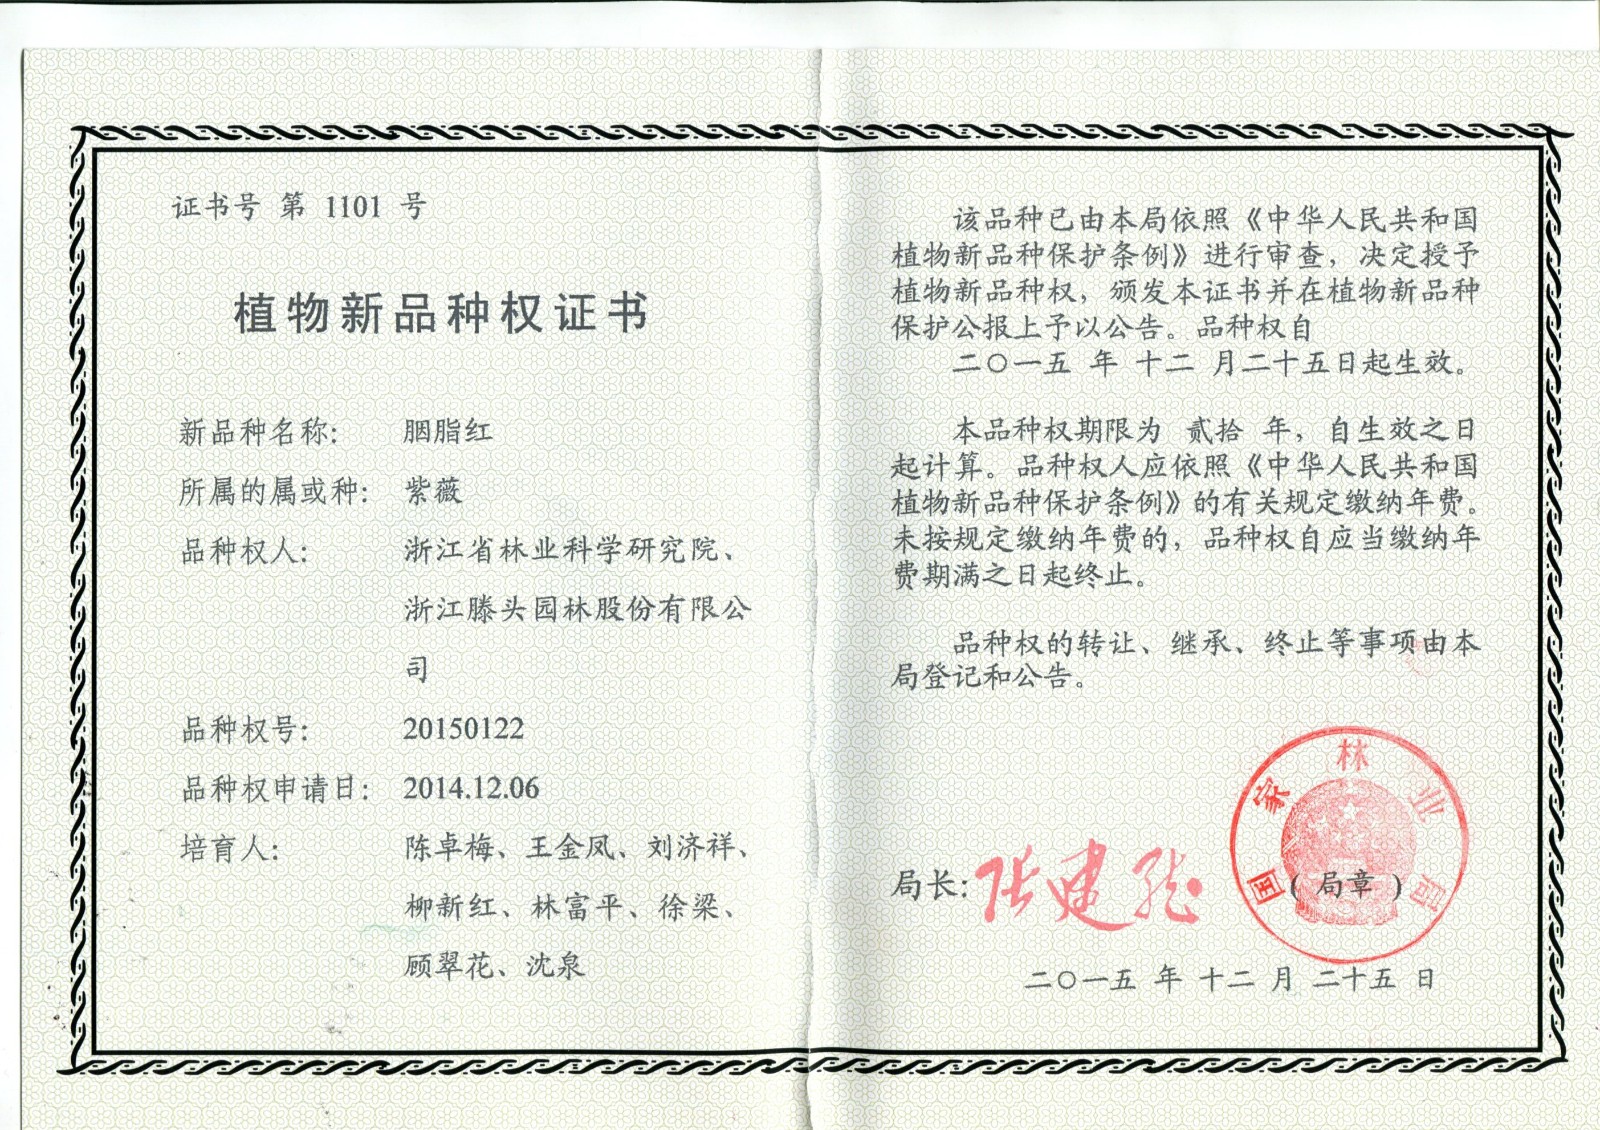 证书号 第 1101 号
植物新品种权证书
新品种名称: 胭脂红
所属的属或种: 紫薇
品种权人: 浙江省林业科学研究院、
浙江滕头园林股份有限公
司
品种权号: 20150122
品种权申请日: 2014.12.06
培育人: 陈卓梅、王金凤、刘济祥、
柳新红、林富平、徐梁、
顾翠花、沈泉
该品种已由本局依照《中华人民共和国
植物新品种保护条例》进行审查，决定授予
植物新品种权，颁发本证书并在植物新品种
保护公报上予以公告。品种权自
二〇一五 年 十二 月二十五日起生效。
本品种权期限为 贰拾 年，自生效之日
起计算。品种权人应依照《中华人民共和国
植物新品种保护条例》的有关规定缴纳年费。
未按规定缴纳年费的，品种权自应当缴纳年
费期满之日起终止。
品种权的转让、继承、终止等事项由本
局登记和公告。
国家林业局
局长: 张建龙
(局章)
二〇一五 年 十二 月 二十五 日